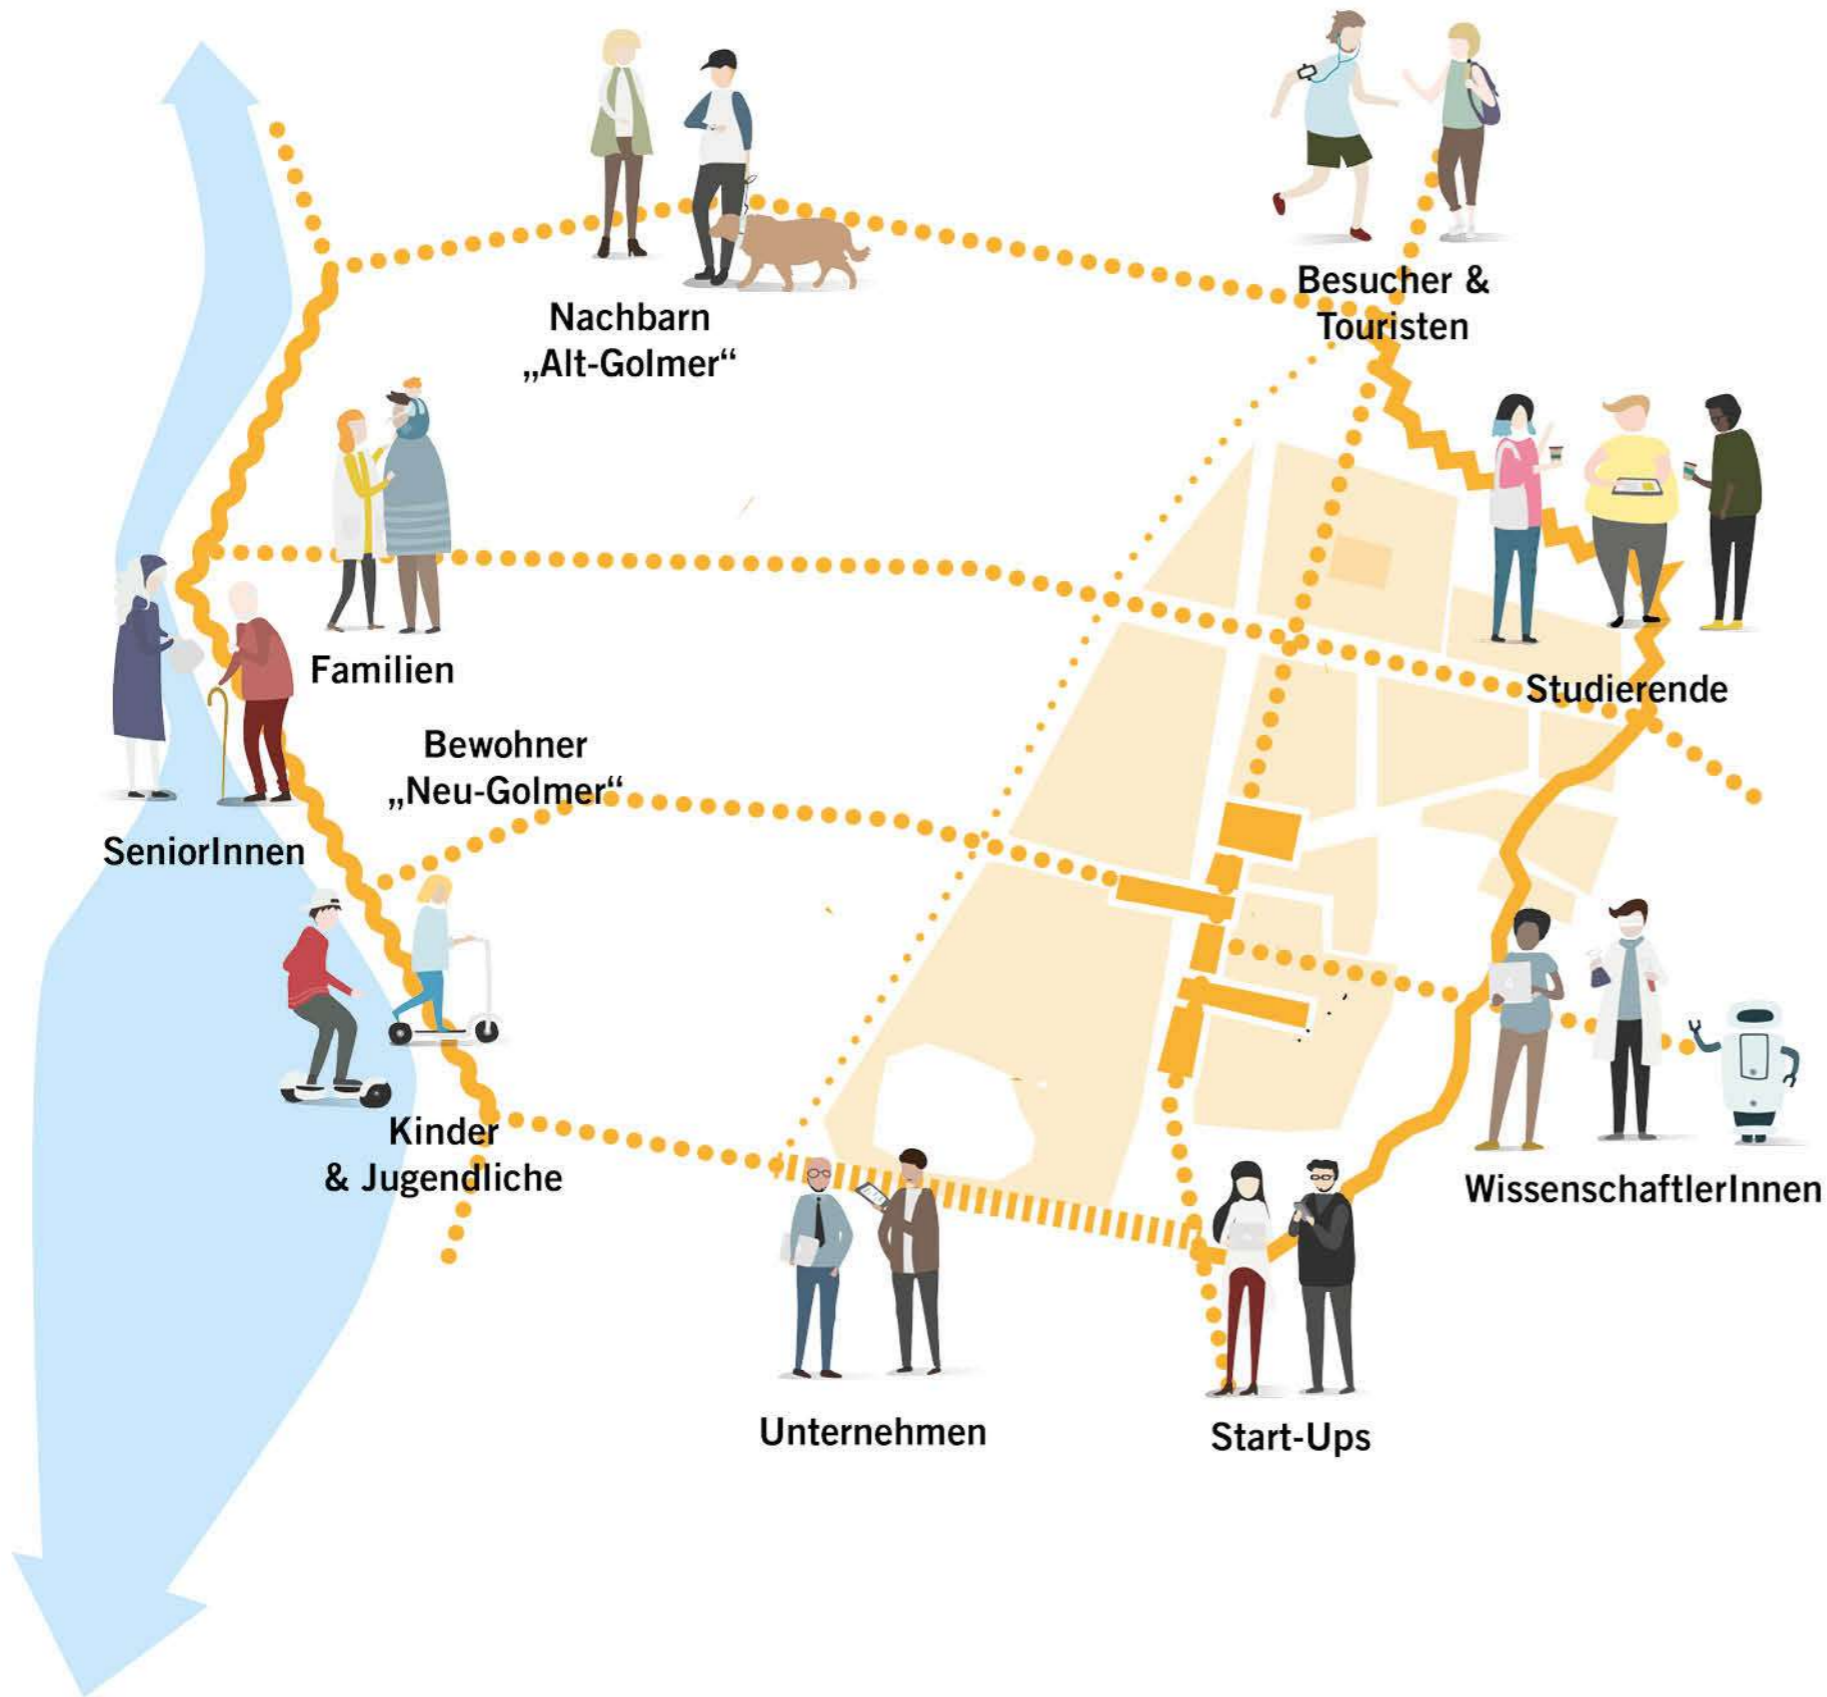 Besucher &
Touristen
Nachbarn
„Alt-Golmer“
Familien
Studierende
Bewohner
„Neu-Golmer“
SeniorInnen
Kinder
& Jugendliche
WissenschaftlerInnen
Unternehmen
Start-Ups